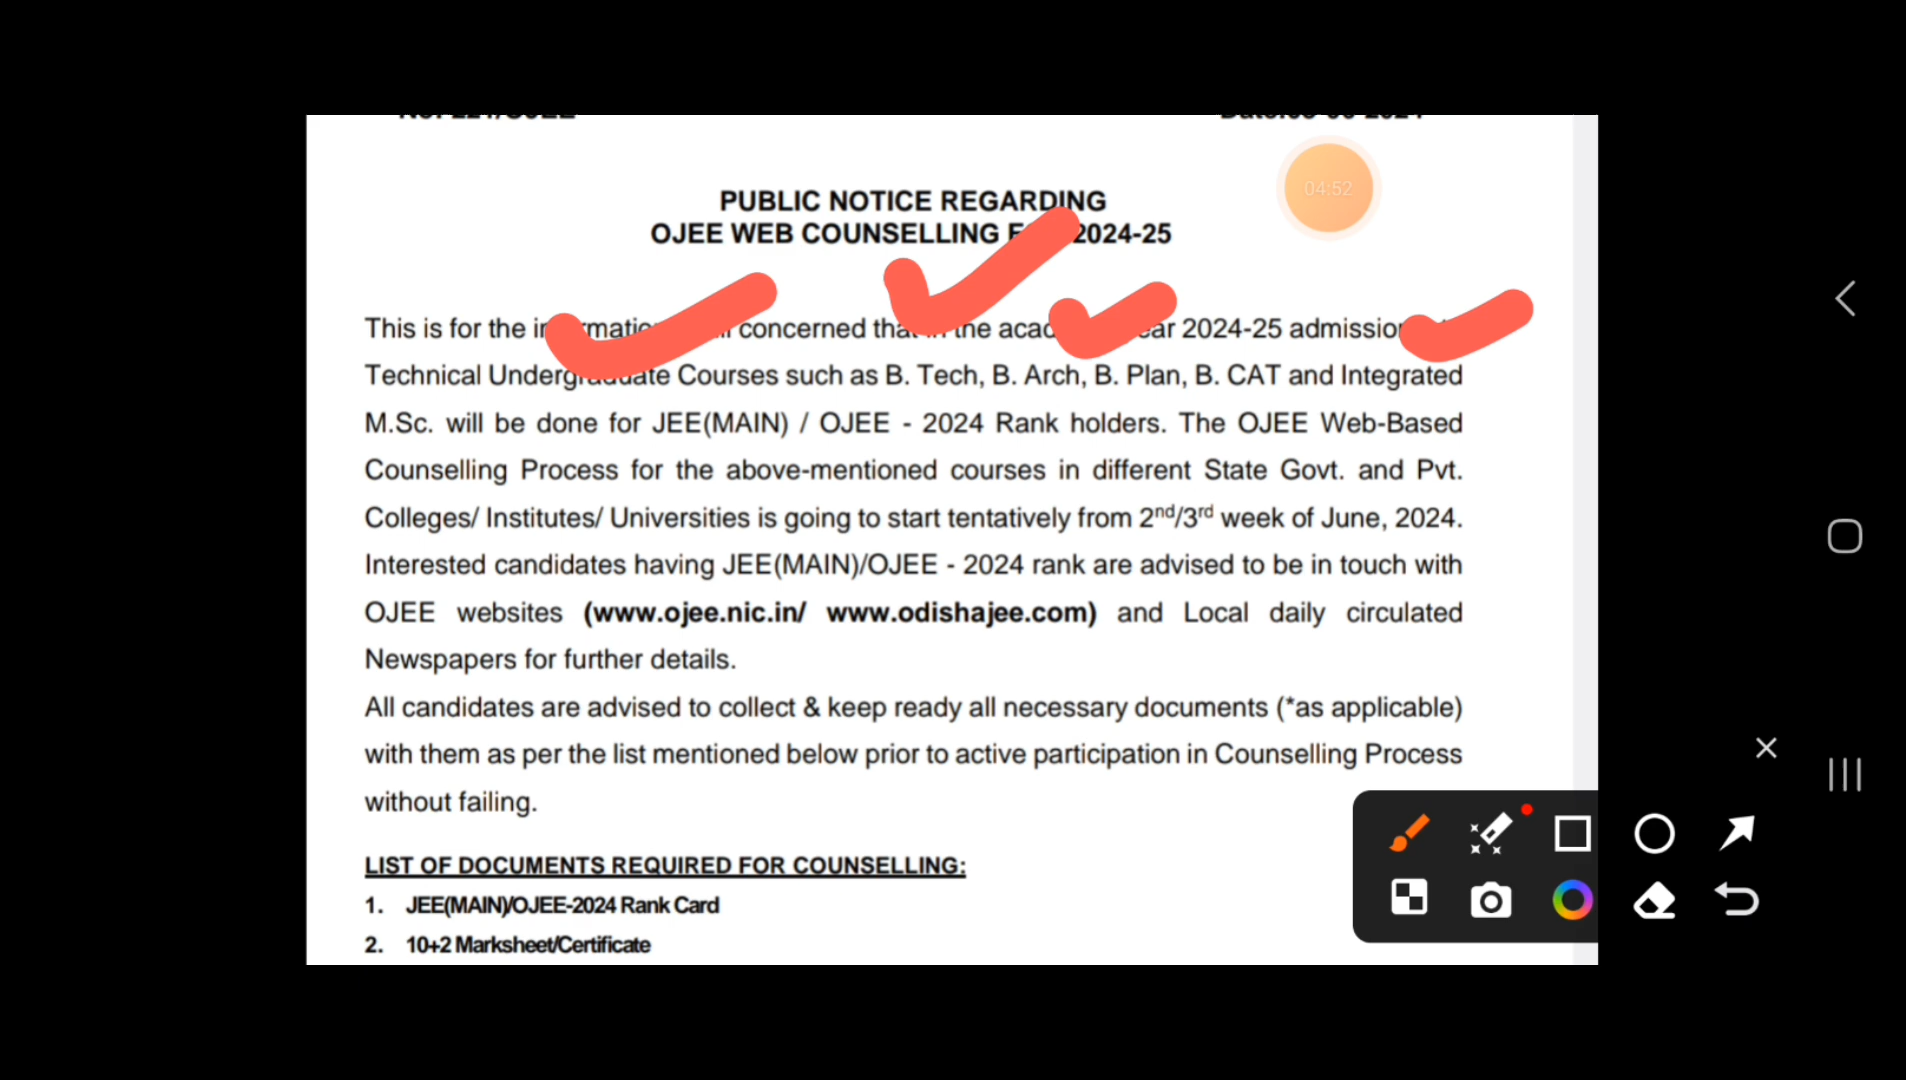 04:52
PUBLIC NOTICE REGARDING
OJEE WEB COUNSELLING 2024-25
This is for the concerned the 2024-25
Technical Undergraduate Courses such as B. Tech, B. Arch, B. Plan, B. CAT and Integrated
M.Sc. will be done for JEE(MAIN) / OJEE - 2024 Rank holders. The OJEE Web-Based
Counselling Process for the above-mentioned courses in different State Govt. and Pvt.
Colleges/ Institutes/ Universities is going to start tentatively from 2nd/3rd week of June, 2024.
Interested candidates having JEE(MAIN)/OJEE - 2024 rank are advised to be in touch with
OJEE websites (www.ojee.nic.in/ www.odishajee.com) and Local daily circulated
Newspapers for further details.
All candidates are advised to collect & keep ready all necessary documents (*as applicable)
with them as per the list mentioned below prior to active participation in Counselling Process
without failing.
LIST OF DOCUMENTS REQUIRED FOR COUNSELLING:
1. JEE(MAIN)/OJEE-2024 Rank Card
2. 10+2 Marksheet/Certificate